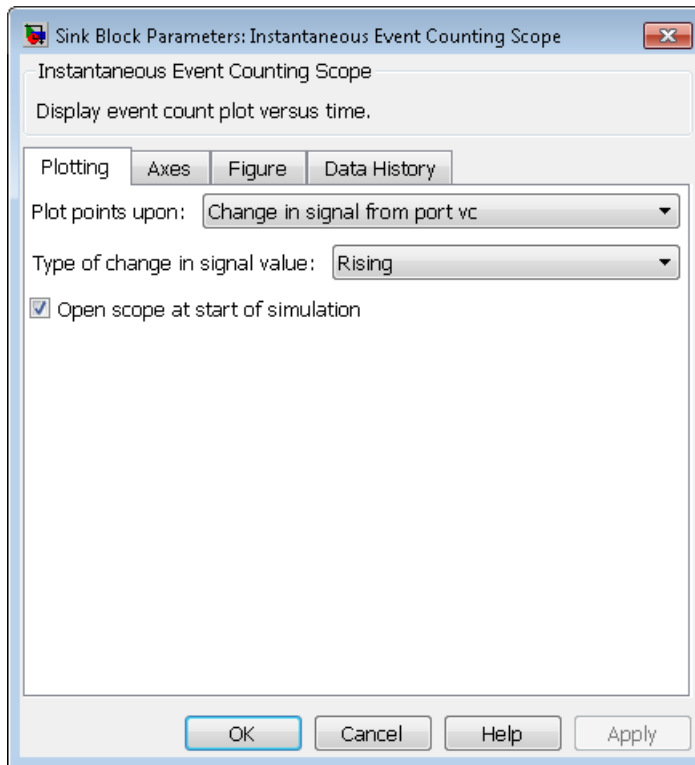 Sink Block Parameters: Instantaneous Event Counting Scope
Instantaneous Event Counting Scope
Display event count plot versus time.
Plotting Axes Figure Data History
Plot points upon: Change in signal from port vc
Type of change in signal value: Rising
Open scope at start of simulation
OK Cancel Help Apply